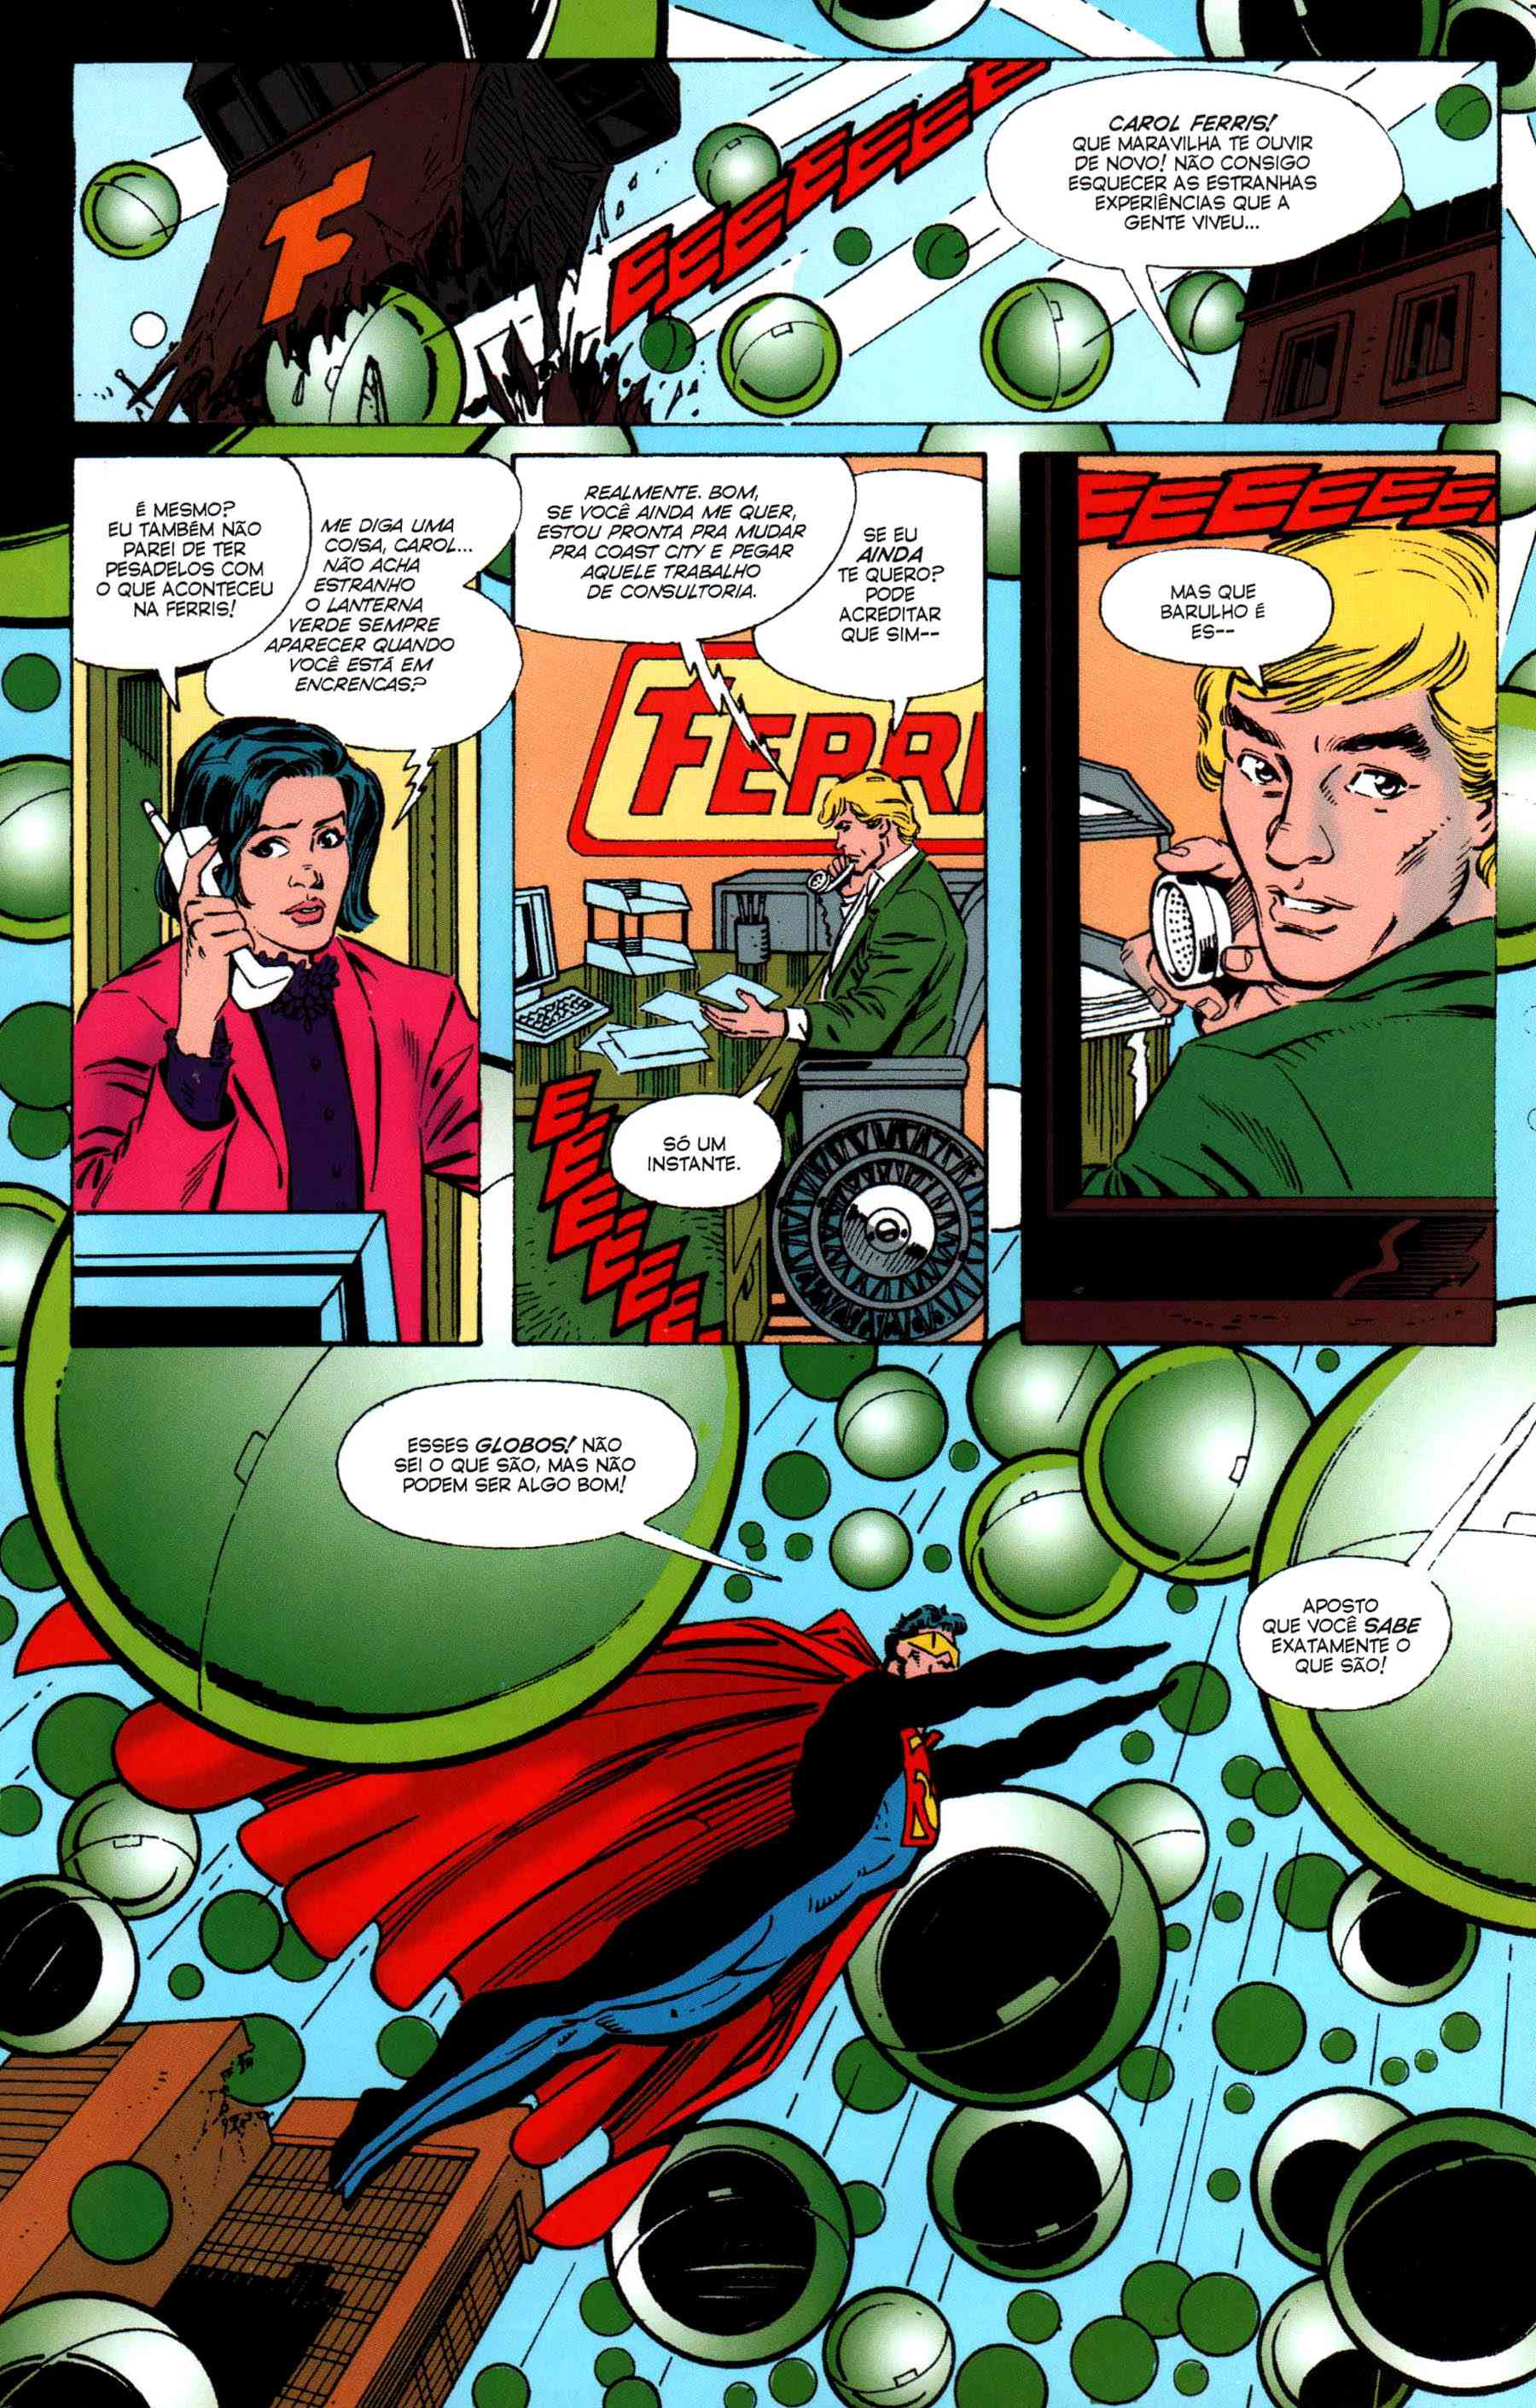 F
EEEEEEEEE
CAROL FERRIS!
QUE MARAVILHA TE OUVIR
DE NOVO! NÃO CONSIGO
ESQUECER AS ESTRANHAS
EXPERIÊNCIAS QUE A
GENTE VIVEU...
É MESMO?
EU TAMBÉM NÃO
PAREI DE TER
PESADELOS COM
O QUE ACONTECEU
NA FERRIS!
ME DIGA UMA
COISA, CAROL...
NÃO ACHA
ESTRANHO
O LANTERNA
VERDE SEMPRE
APARECER QUANDO
VOCÊ ESTÁ EM
ENCRENCAS?
REALMENTE. BOM,
SE VOCÊ AINDA ME QUER,
ESTOU PRONTA PRA MUDAR
PRA COAST CITY E PEGAR
AQUELE TRABALHO
DE CONSULTORIA.
SE EU
AINDA
TE QUERO?
PODE
ACREDITAR
QUE SIM--
FERRI
SÓ UM
INSTANTE.
EEEEEEEE
EEEEEEE
MAS QUE
BARULHO É
ES--
ESSES GLOBOS! NÃO
SEI O QUE SÃO, MAS NÃO
PODEM SER ALGO BOM!
APOSTO
QUE VOCÊ SABE
EXATAMENTE O
QUE SÃO!